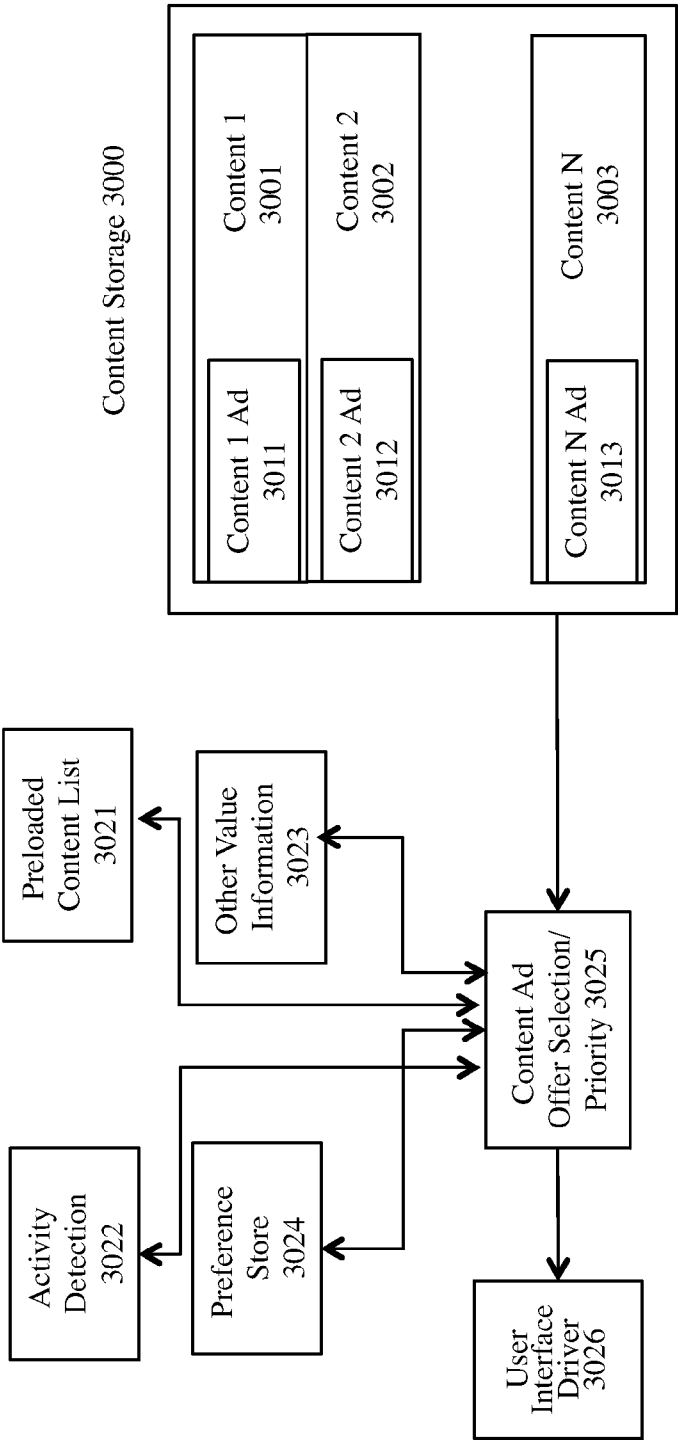 Content Storage 3000
Content 1
3001
Content 1 Ad
3011
Content 2
3002
Content 2 Ad
3012
Content N
3003
Content N Ad
3013
Preloaded
Content List
3021
Other Value
Information
3023
Activity
Detection
3022
Preference
Store
3024
Content Ad
Offer Selection/
Priority 3025
User
Interface
Driver
3026